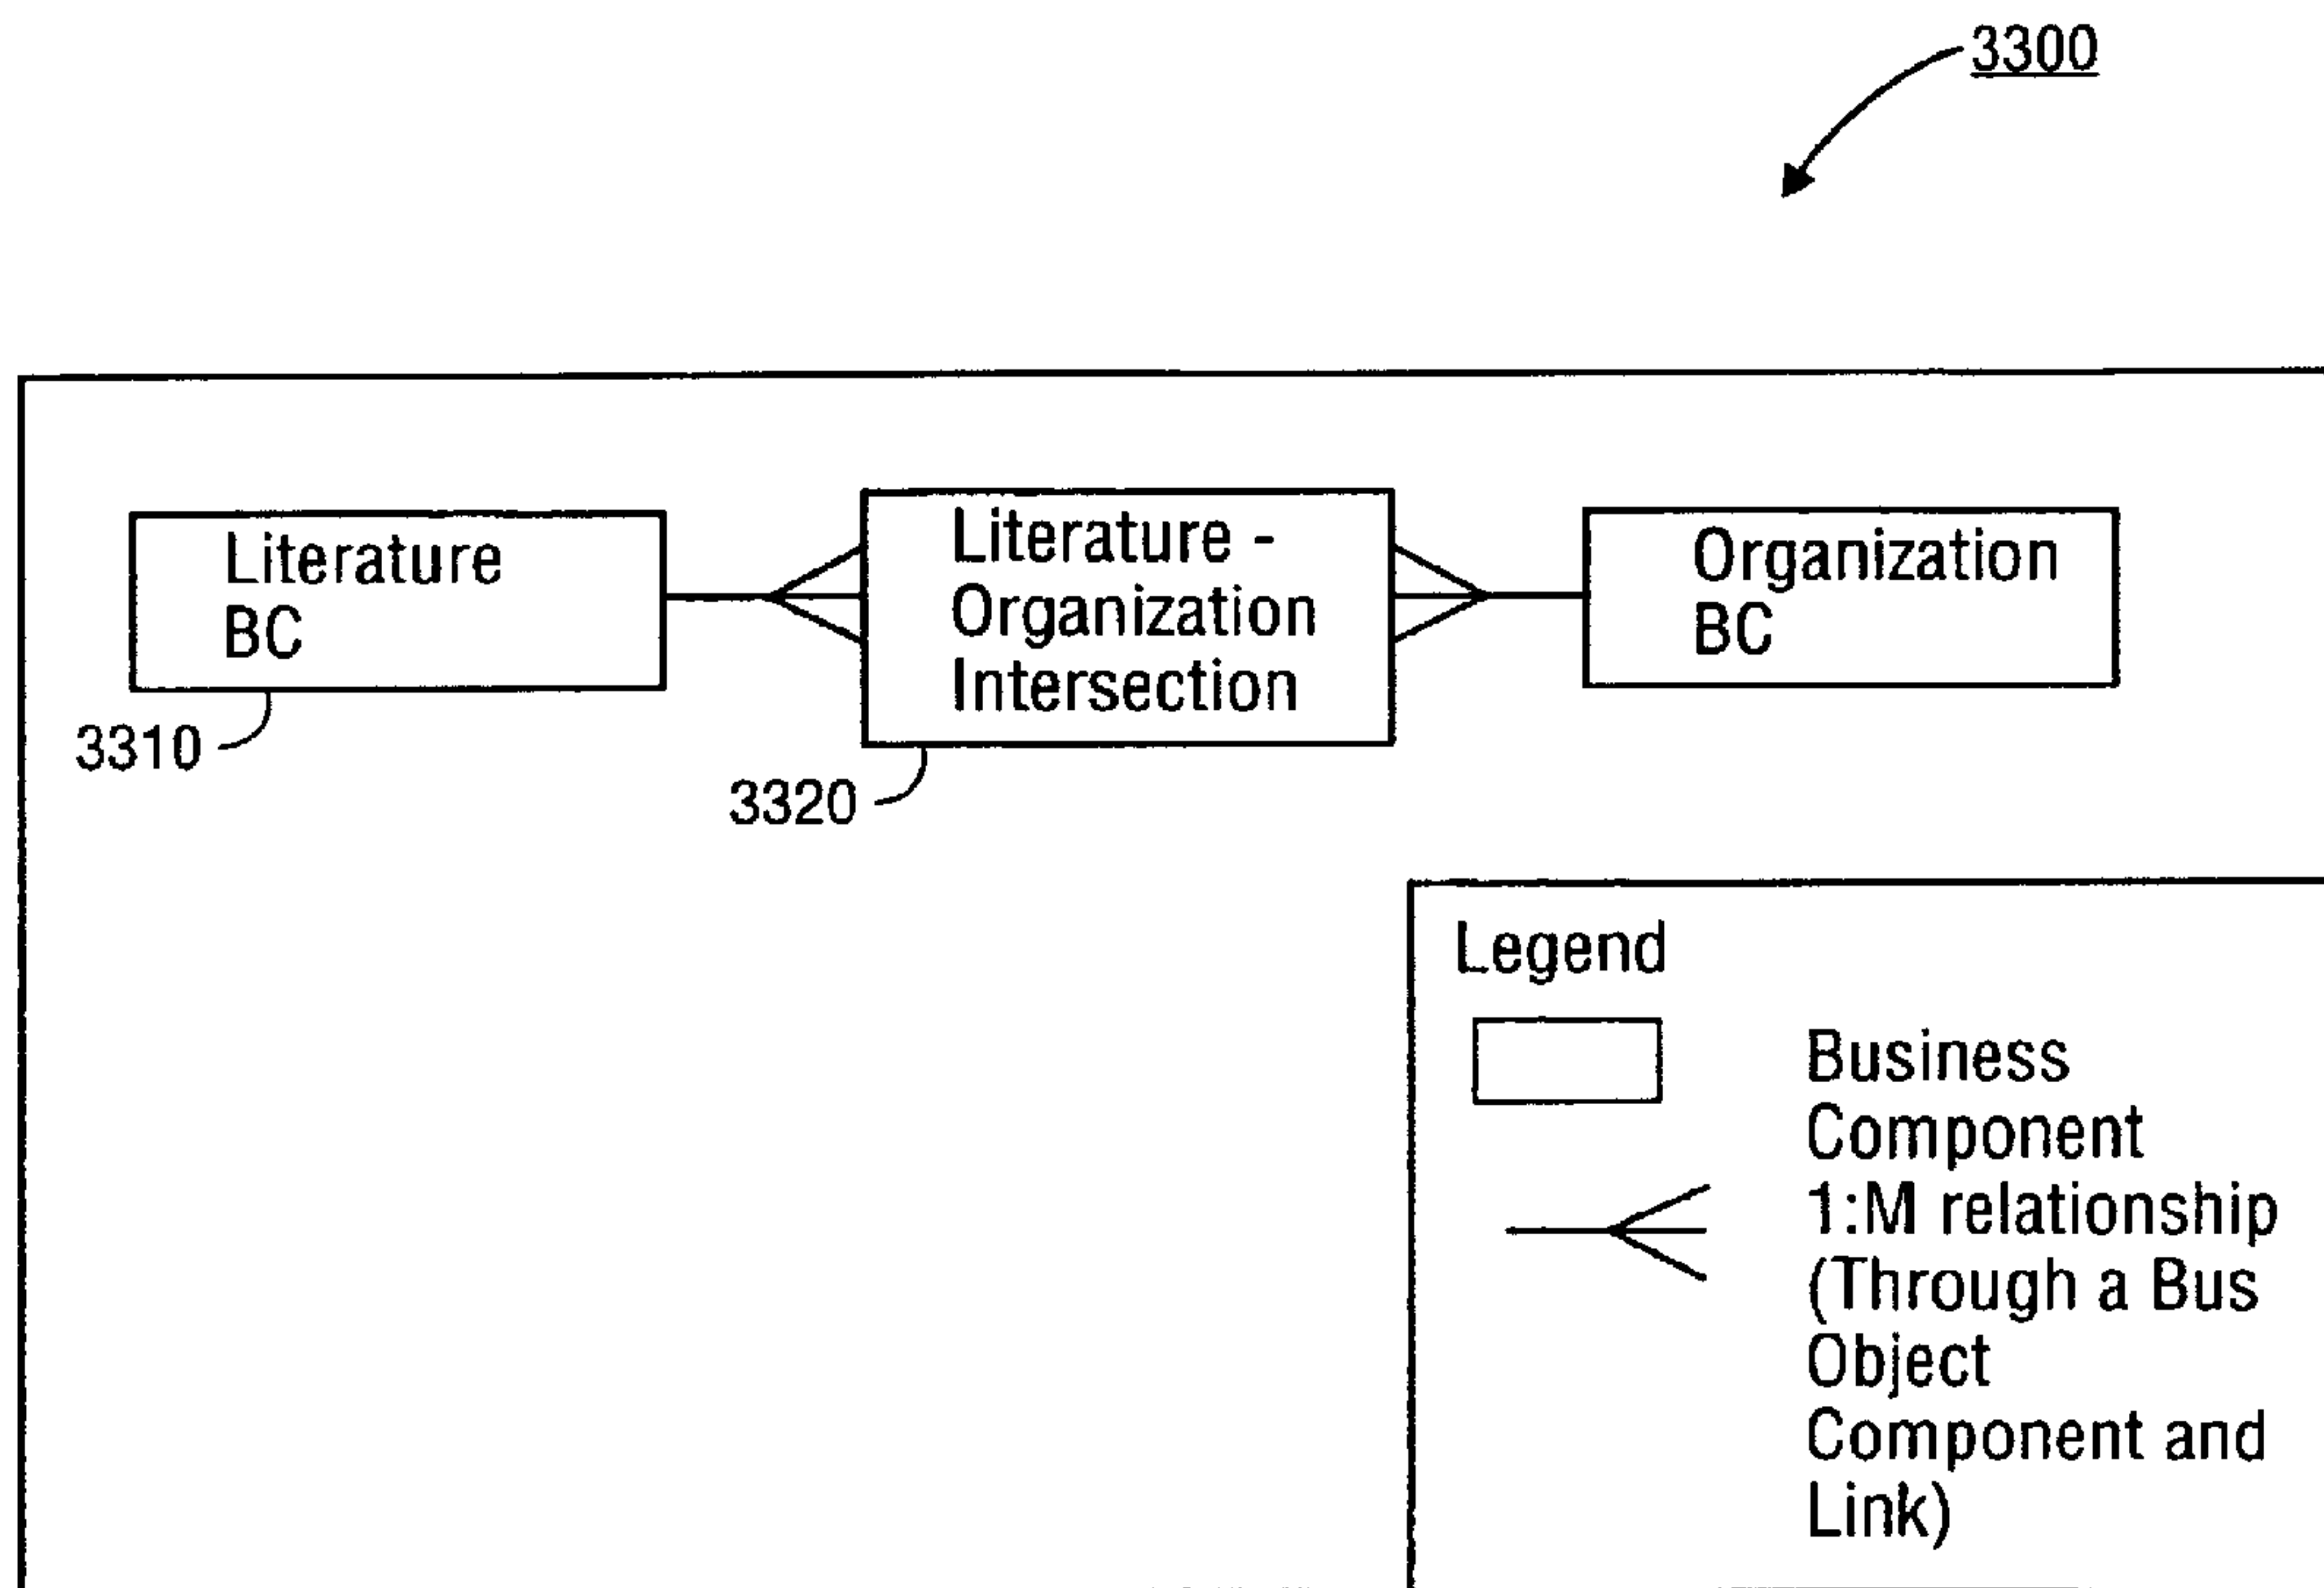 3300
Literature
BC
3310
Literature -
Organization
Intersection
3320
Organization
BC
Legend
Business
Component
1:M relationship
(Through a Bus
Object
Component and
Link)